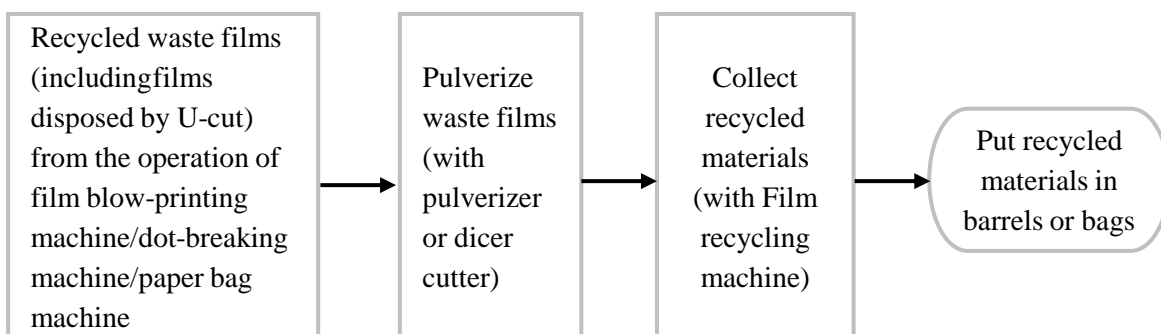 Recycled waste films
(includingfilms
disposed by U-cut)
from the operation of
film blow-printing
machine/dot-breaking
machine/paper bag
machine
Pulverize
waste films
(with
pulverizer
or dicer
cutter)
Collect
recycled
materials
(with Film
recycling
machine)
Put recycled
materials in
barrels or bags